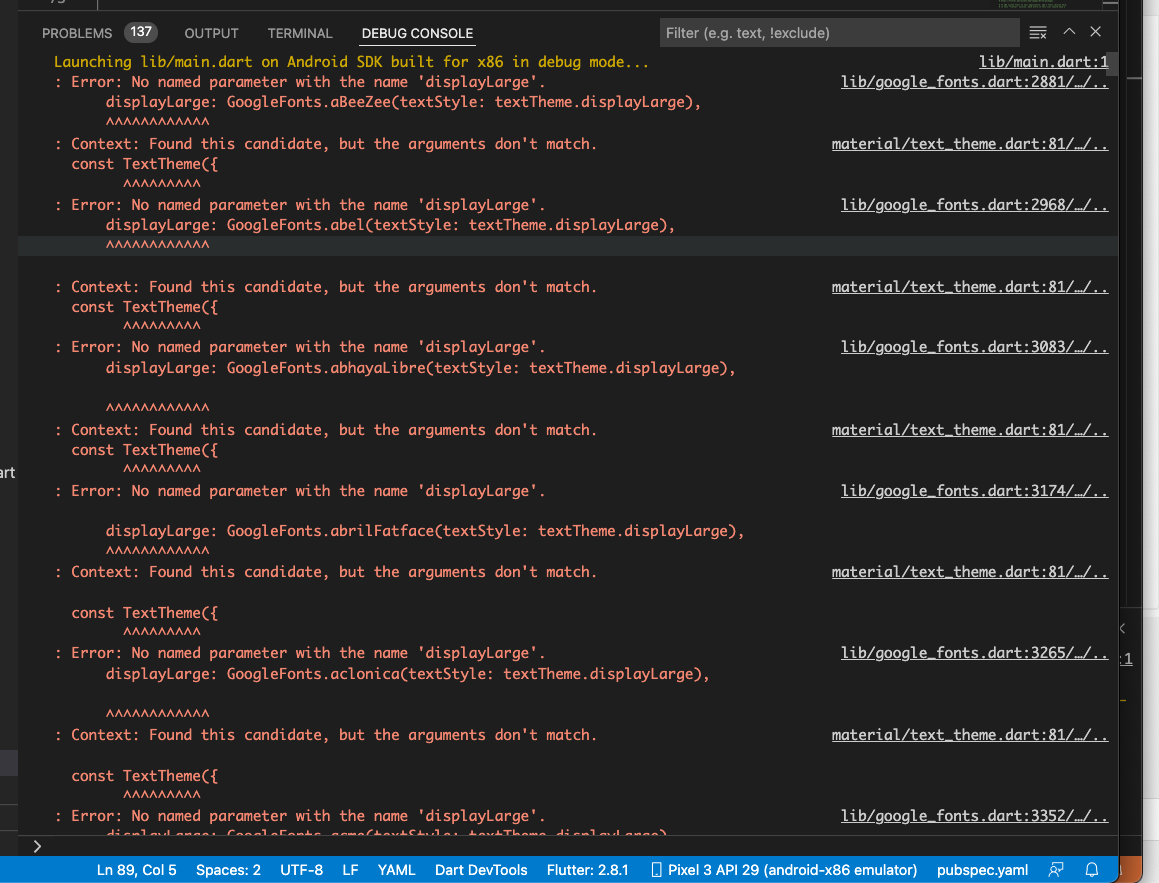 PROBLEMS 137 OUTPUT TERMINAL DEBUG CONSOLE Filter (e.g. text, !exclude)
Launching lib/main.dart on Android SDK built for x86 in debug mode... lib/main.dart:1
: Error: No named parameter with the name 'displayLarge'. lib/google_fonts.dart:2881/…/..
displayLarge: GoogleFonts.aBeeZee(textStyle: textTheme.displayLarge),
^^^^^^^^^^^^
: Context: Found this candidate, but the arguments don't match. material/text_theme.dart:81/…/..
const TextTheme({
^^^^^^^^^
: Error: No named parameter with the name 'displayLarge'. lib/google_fonts.dart:2968/…/..
displayLarge: GoogleFonts.abel(textStyle: textTheme.displayLarge),
^^^^^^^^^^^^
: Context: Found this candidate, but the arguments don't match. material/text_theme.dart:81/…/..
const TextTheme({
^^^^^^^^^
: Error: No named parameter with the name 'displayLarge'. lib/google_fonts.dart:3083/…/..
displayLarge: GoogleFonts.abhayaLibre(textStyle: textTheme.displayLarge),
^^^^^^^^^^^^
: Context: Found this candidate, but the arguments don't match. material/text_theme.dart:81/…/..
const TextTheme({
^^^^^^^^^
art
: Error: No named parameter with the name 'displayLarge'. lib/google_fonts.dart:3174/…/..
displayLarge: GoogleFonts.abrilFatface(textStyle: textTheme.displayLarge),
^^^^^^^^^^^^
: Context: Found this candidate, but the arguments don't match. material/text_theme.dart:81/…/..
const TextTheme({
^^^^^^^^^
: Error: No named parameter with the name 'displayLarge'. lib/google_fonts.dart:3265/…/..
:1
displayLarge: GoogleFonts.aclonica(textStyle: textTheme.displayLarge),
^^^^^^^^^^^^
: Context: Found this candidate, but the arguments don't match. material/text_theme.dart:81/…/..
const TextTheme({
^^^^^^^^^
: Error: No named parameter with the name 'displayLarge'. lib/google_fonts.dart:3352/…/..
displayLarge: GoogleFonts.acme(textStyle: textTheme.displayLarge),
Ln 89, Col 5 Spaces: 2 UTF-8 LF YAML Dart DevTools Flutter: 2.8.1 Pixel 3 API 29 (android-x86 emulator) pubspec.yaml